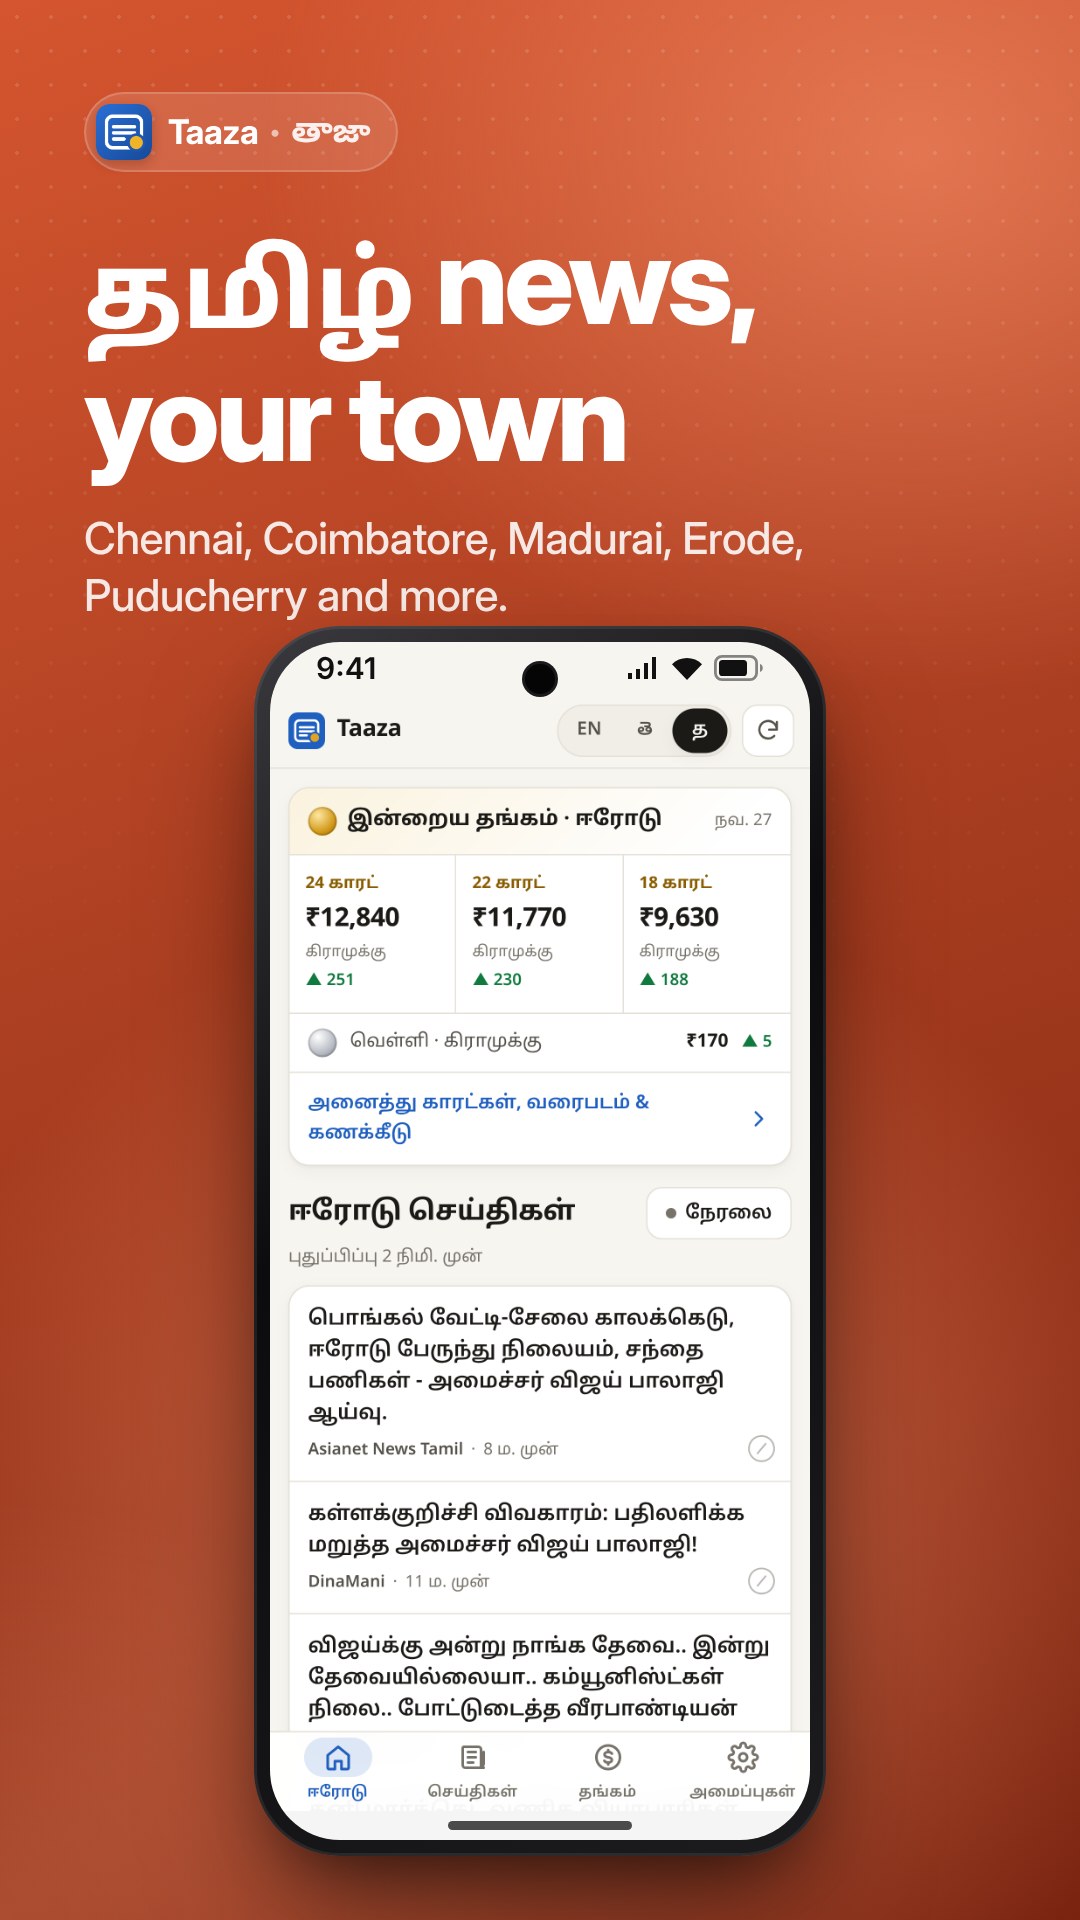 Taaza • తాజా
தமிழ் news,
your town
Chennai, Coimbatore, Madurai, Erode,
Puducherry and more.
9:41
Taaza
EN తె த
இன்றைய தங்கம் · ஈரோடு நவ. 27
24 காரட் 22 காரட் 18 காரட்
₹12,840 ₹11,770 ₹9,630
கிராமுக்கு கிராமுக்கு கிராமுக்கு
▲ 251 ▲ 230 ▲ 188
வெள்ளி · கிராமுக்கு ₹170 ▲ 5
அனைத்து காரட்கள், வரைபடம் &
கணக்கீடு
ஈரோடு செய்திகள் நேரலை
புதுப்பிப்பு 2 நிமி. முன்
பொங்கல் வேட்டி-சேலை காலக்கெடு,
ஈரோடு பேருந்து நிலையம், சந்தை
பணிகள் - அமைச்சர் விஜய் பாலாஜி
ஆய்வு.
Asianet News Tamil · 8 ம. முன்
கள்ளக்குறிச்சி விவகாரம்: பதிலளிக்க
மறுத்த அமைச்சர் விஜய் பாலாஜி!
DinaMani · 11 ம. முன்
விஜய்க்கு அன்று நாங்க தேவை.. இன்று
தேவையில்லையா.. கம்யூனிஸ்ட்கள்
நிலை.. போட்டுடைத்த வீரபாண்டியன்
ஈரோடு செய்திகள் தங்கம் அமைப்புகள்